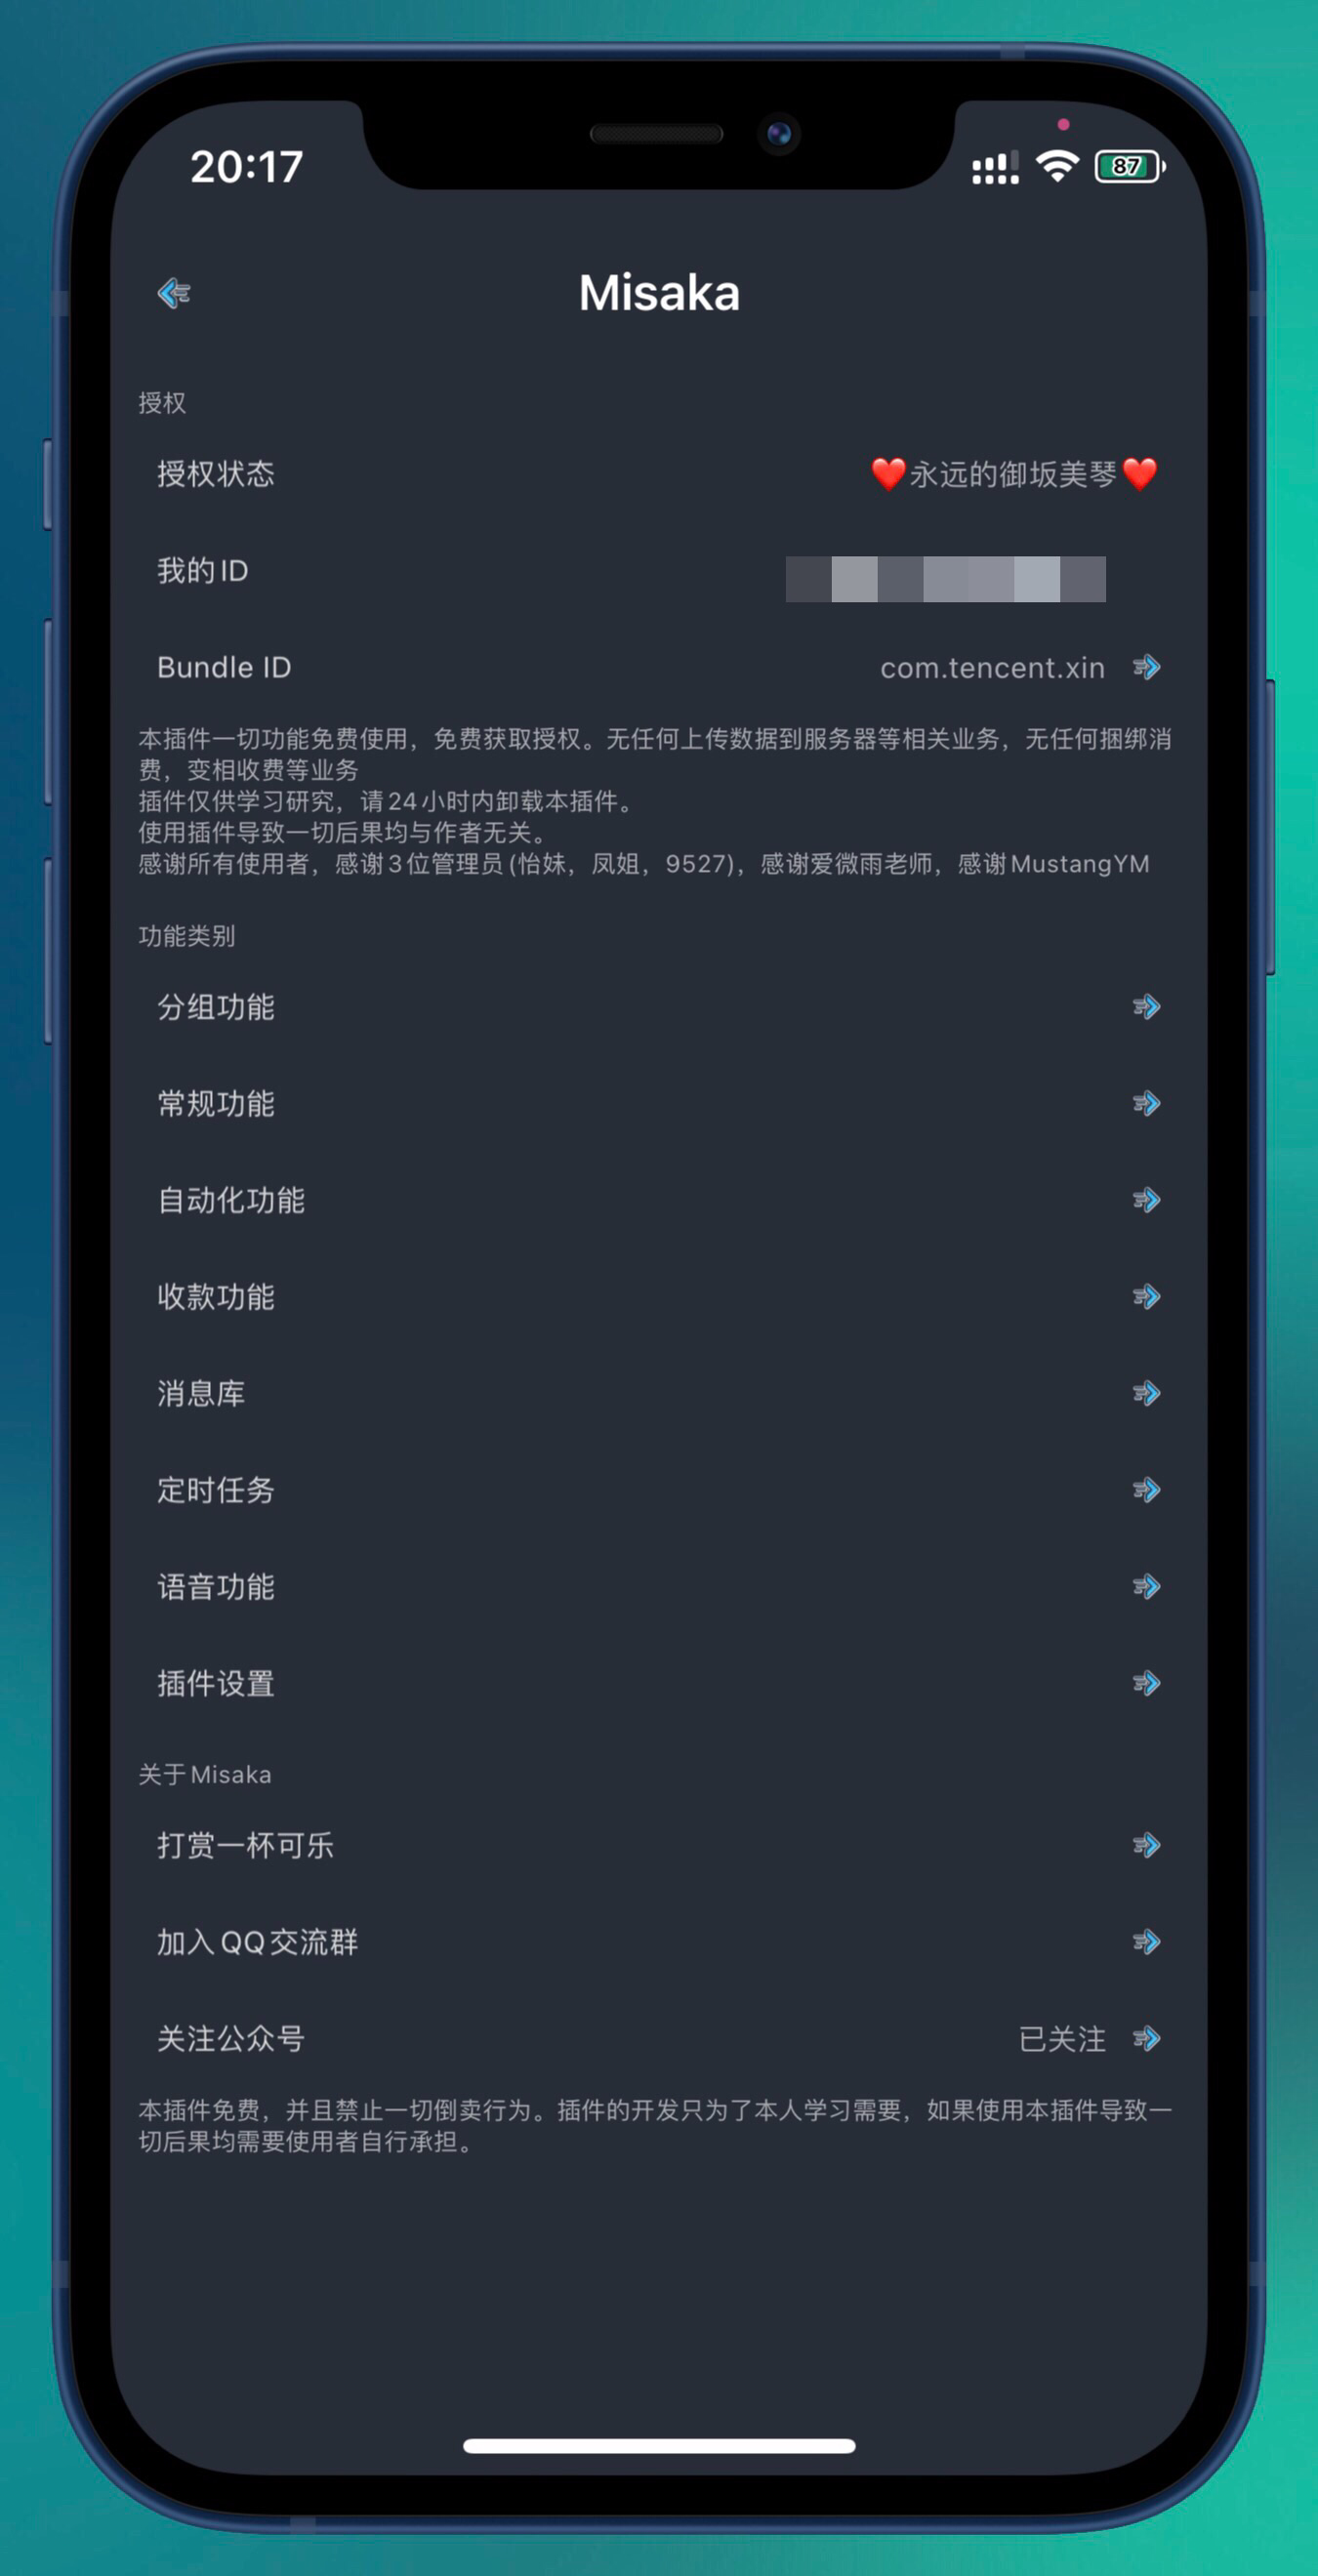 20:17
87
Misaka
授权
授权状态 ❤️永远的御坂美琴❤️
我的ID
Bundle ID com.tencent.xin
本插件一切功能免费使用，免费获取授权。无任何上传数据到服务器等相关业务，无任何捆绑消
费，变相收费等业务
插件仅供学习研究，请24小时内卸载本插件。
使用插件导致一切后果均与作者无关。
感谢所有使用者，感谢3位管理员(怡妹，凤姐，9527)，感谢爱微雨老师，感谢MustangYM
功能类别
分组功能
常规功能
自动化功能
收款功能
消息库
定时任务
语音功能
插件设置
关于Misaka
打赏一杯可乐
加入QQ交流群
关注公众号 已关注
本插件免费，并且禁止一切倒卖行为。插件的开发只为了本人学习需要，如果使用本插件导致一
切后果均需要使用者自行承担。